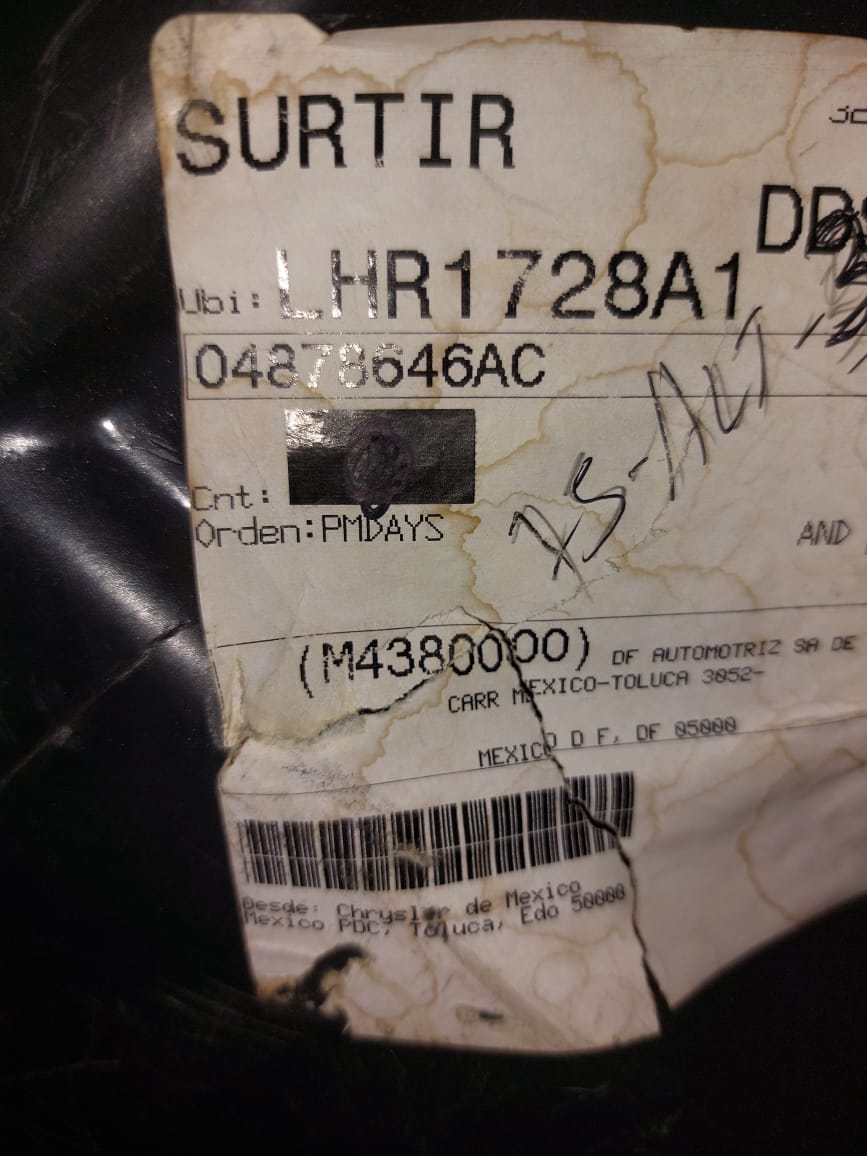 SURTIR
Ubi: LHR1728A1
04878646AC
Cnt:
Orden:PMDAYS
AND
(M4380000) DF AUTOMOTRIZ SA DE
CARR MEXICO-TOLUCA 3052-
MEXICO D F, DF 05000
Desde: Chrysler de Mexico
Mexico PDC, Toluca, Edo 50000